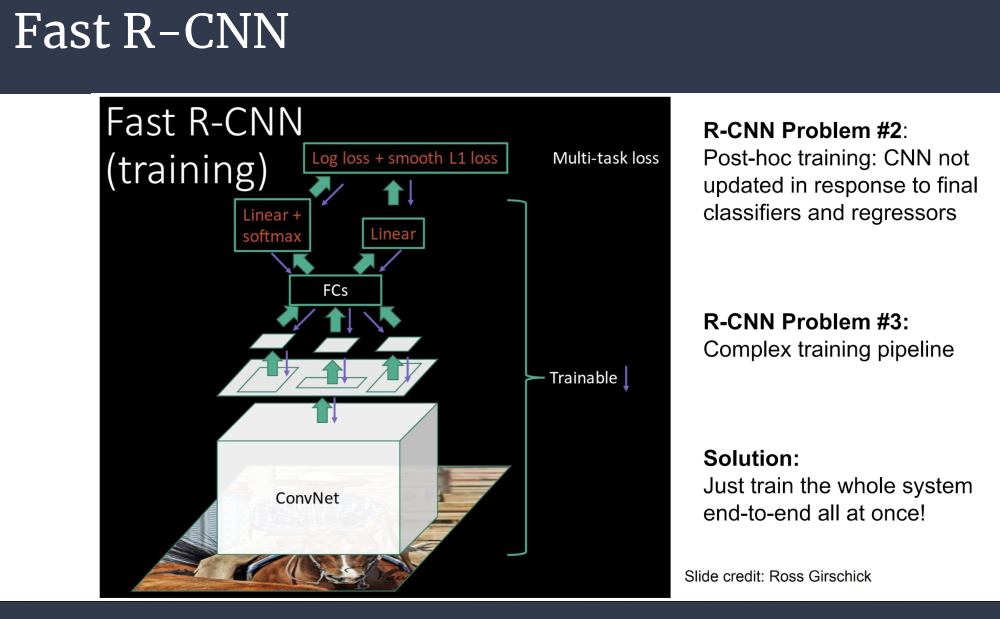 Fast R-CNN
Fast R-CNN
(training)
Log loss + smooth L1 loss
Multi-task loss
Linear +
softmax
Linear
FCs
Trainable
ConvNet
R-CNN Problem #2:
Post-hoc training: CNN not
updated in response to final
classifiers and regressors
R-CNN Problem #3:
Complex training pipeline
Solution:
Just train the whole system
end-to-end all at once!
Slide credit: Ross Girschick